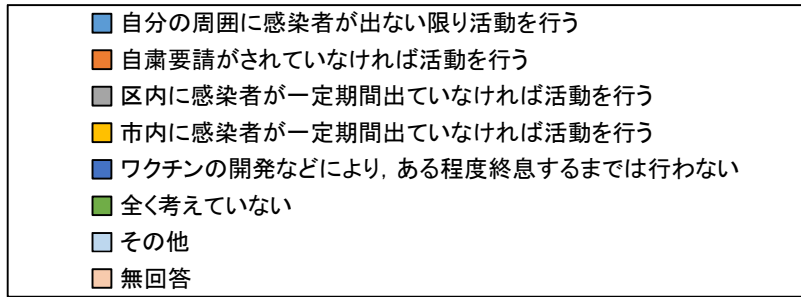 自分の周囲に感染者が出ない限り活動を行う
自粛要請がされていなければ活動を行う
区内に感染者が一定期間出ていなければ活動を行う
市内に感染者が一定期間出ていなければ活動を行う
ワクチンの開発などにより，ある程度終息するまでは行わない
全く考えていない
その他
無回答